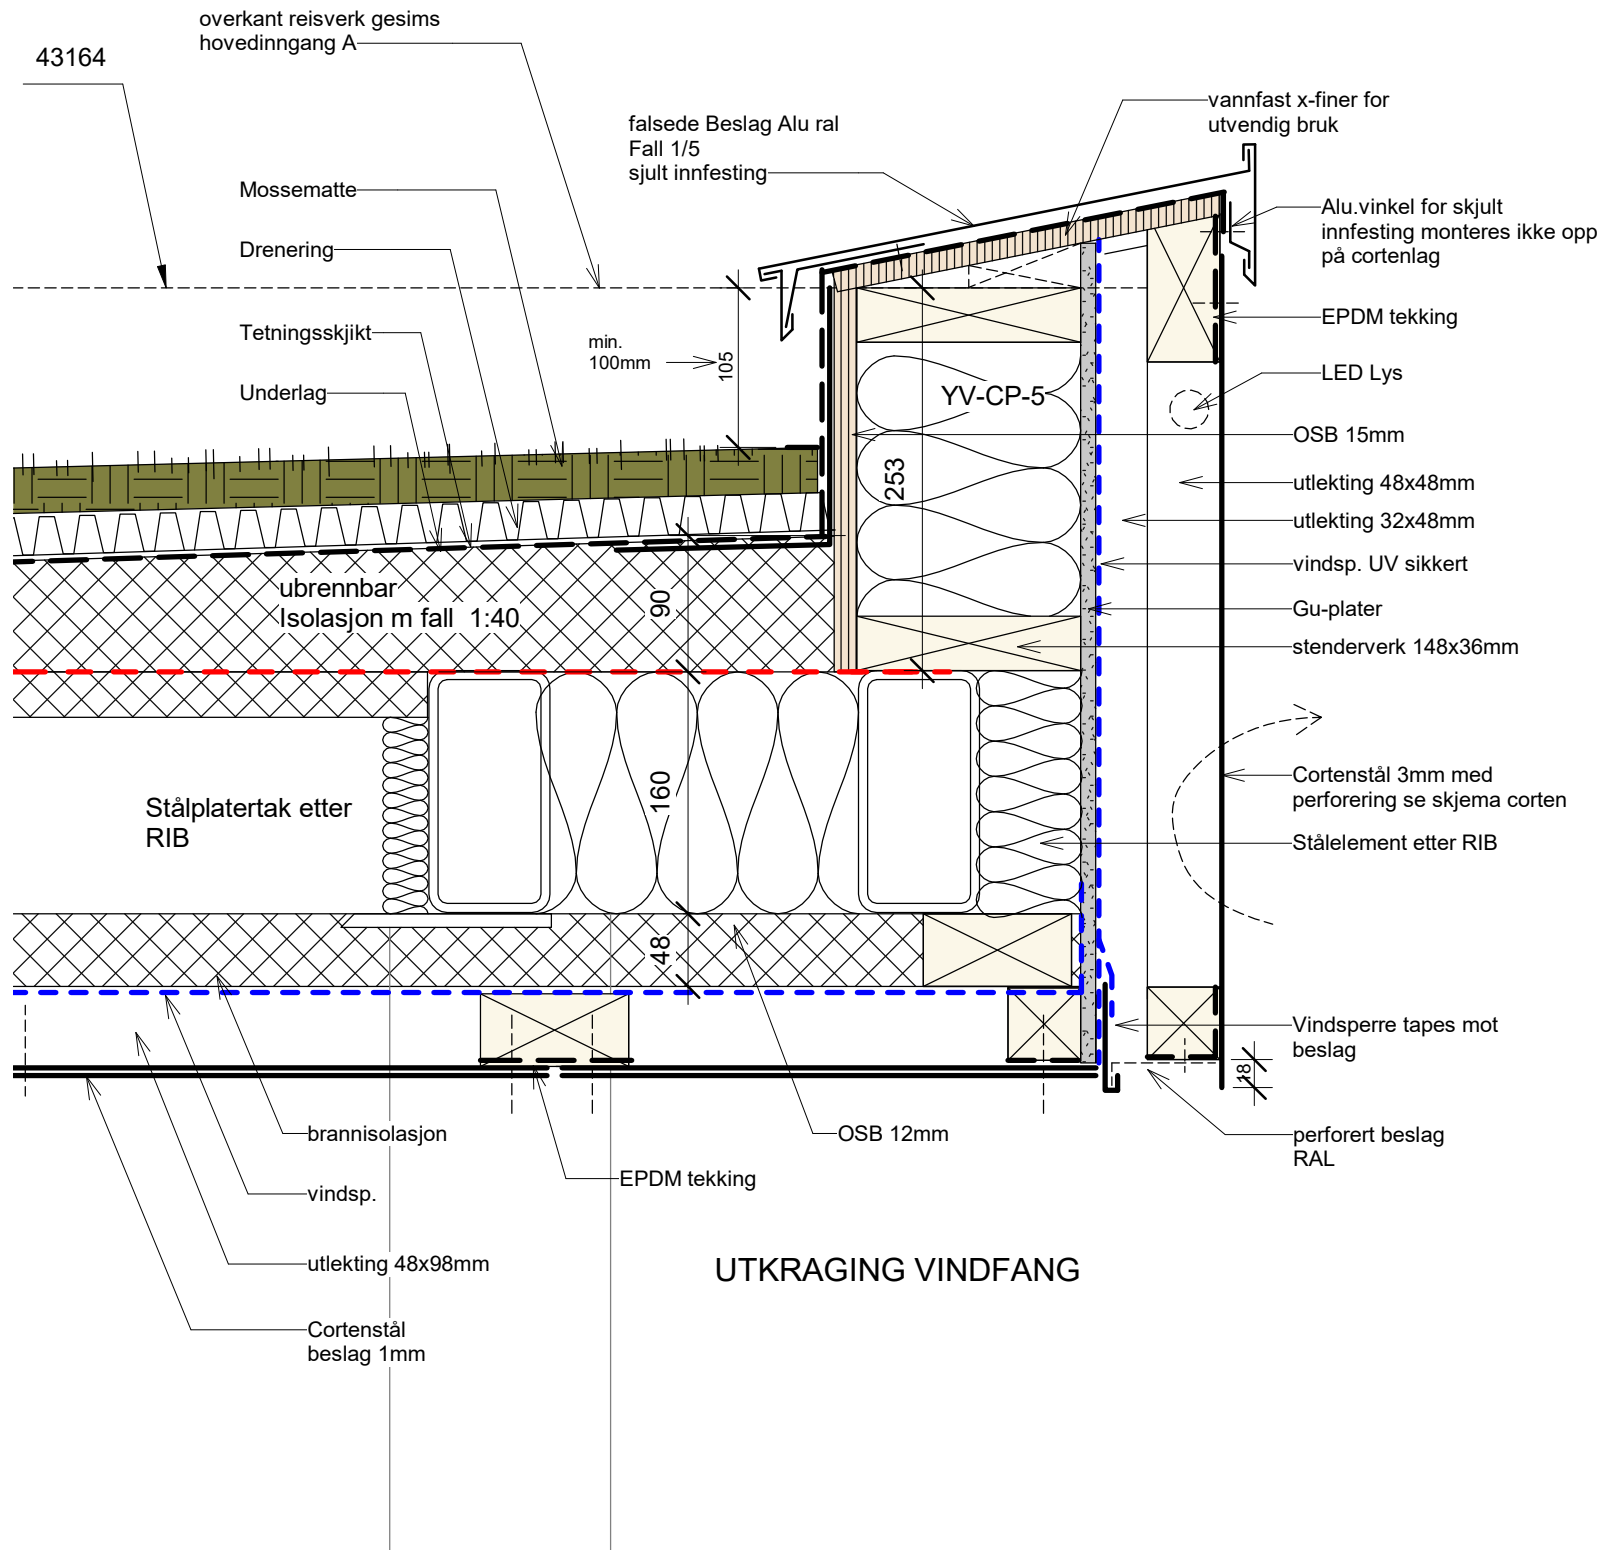 overkant reisverk gesims
hovedinngang A
43164
vannfast x-finer for
utvendig bruk
falsede Beslag Alu ral
Fall 1/5
sjult innfesting
Mossematte
Drenering
Tetningsskjikt
Underlag
Alu.vinkel for skjult
innfesting monteres ikke opp
på cortenlag
EPDM tekking
min.
100mm
105
LED Lys
YV-CP-5
OSB 15mm
253
utlekting 48x48mm
utlekting 32x48mm
vindsp. UV sikkert
ubrennbar
Isolasjon m fall 1:40
90
Gu-plater
stenderverk 148x36mm
Stålplatertak etter
RIB
160
Cortenstål 3mm med
perforering se skjema corten
Stålelement etter RIB
48
Vindsperre tapes mot
beslag
18
brannisolasjon
OSB 12mm
perforert beslag
RAL
EPDM tekking
vindsp.
utlekting 48x98mm
UTKRAGING VINDFANG
Cortenstål
beslag 1mm